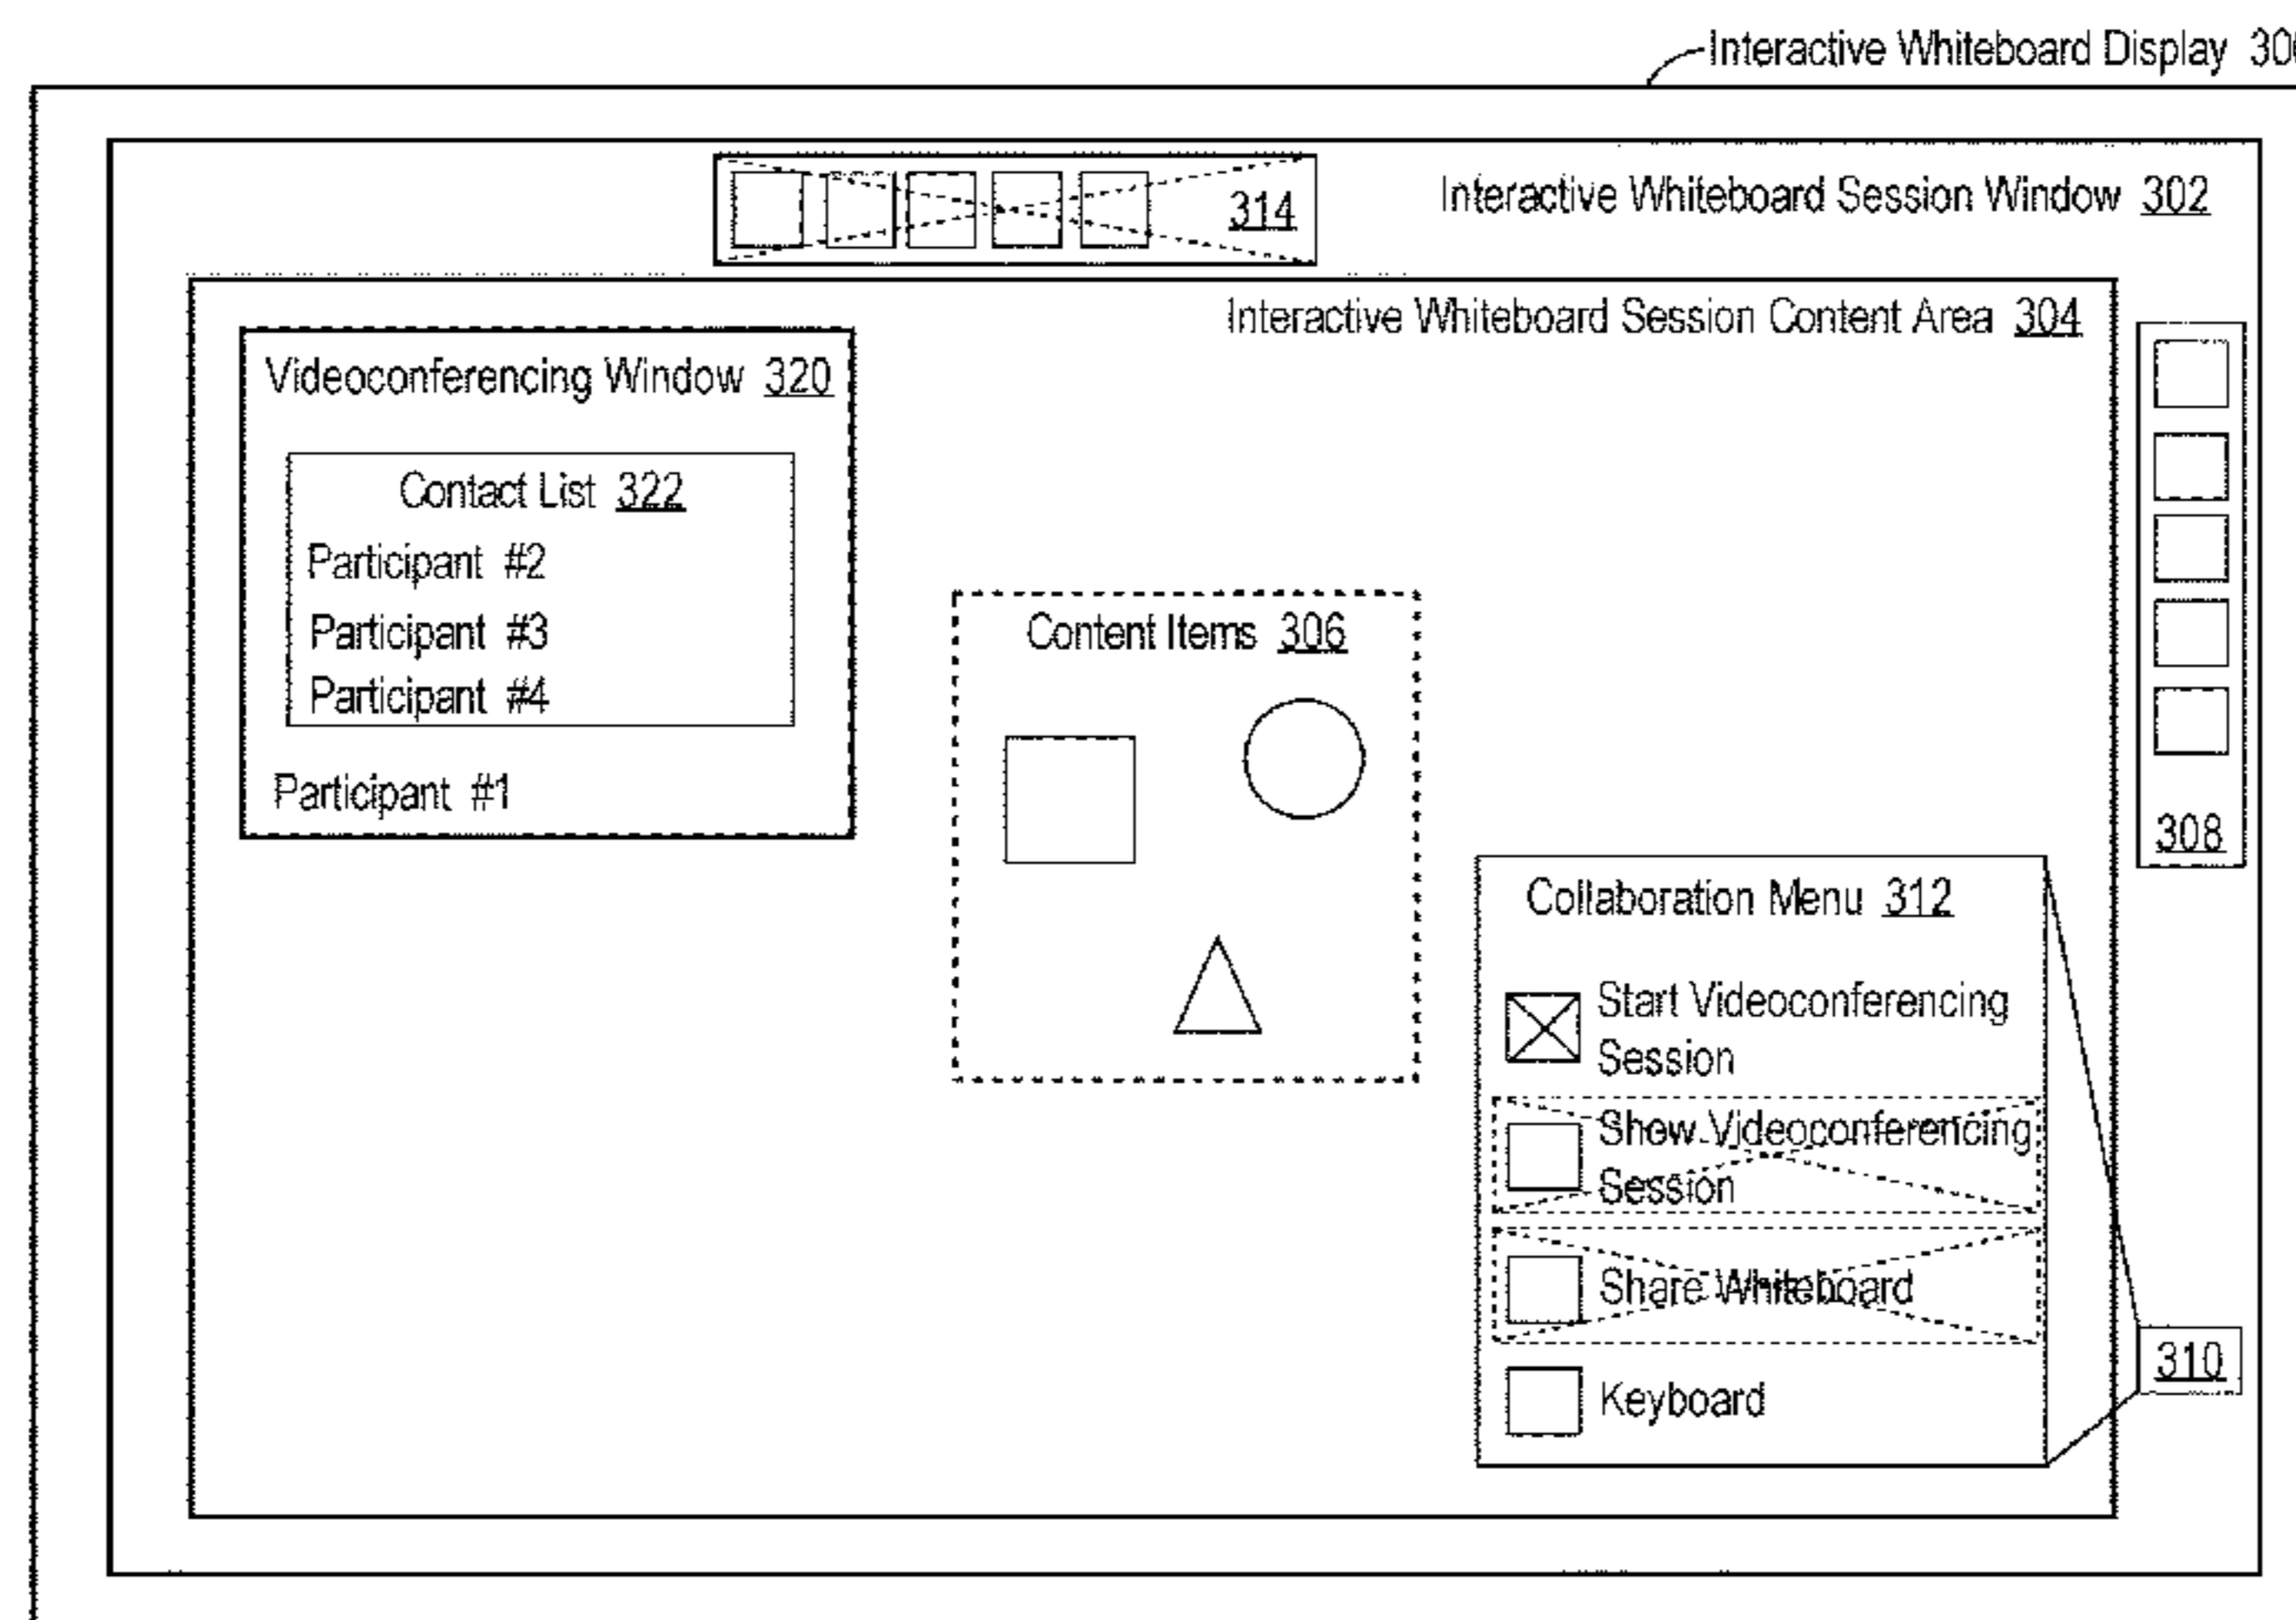 Interactive Whiteboard Display
Interactive Whiteboard Session Window 302
314
Interactive Whiteboard Session Content Area 304
Videoconferencing Window 320
Contact List 322
Participant #2
Participant #3
Participant #4
Participant #1
Content Items 306
308
Collaboration Menu 312
Start Videoconferencing
Session
Show Videoconferencing
Session
Share Whiteboard
Keyboard
310